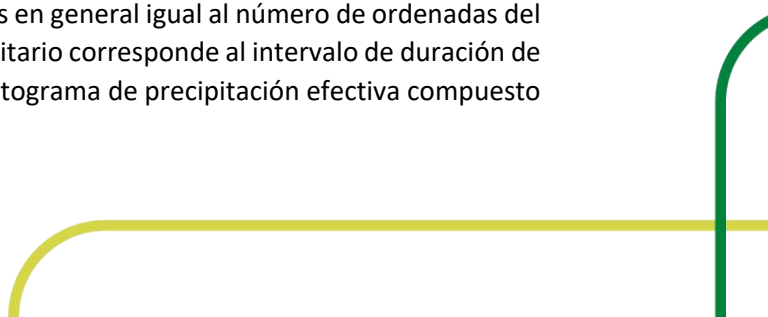 s en general igual al número de ordenadas del
itario corresponde al intervalo de duración de
tograma de precipitación efectiva compuesto